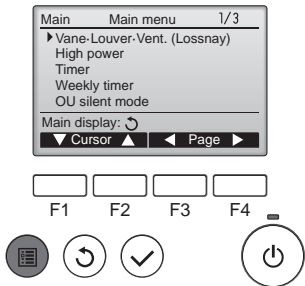 Main Main menu 1/3
Vane·Louver·Vent. (Lossnay)
High power
Timer
Weekly timer
OU silent mode
Main display:
Cursor Page
F1 F2 F3 F4